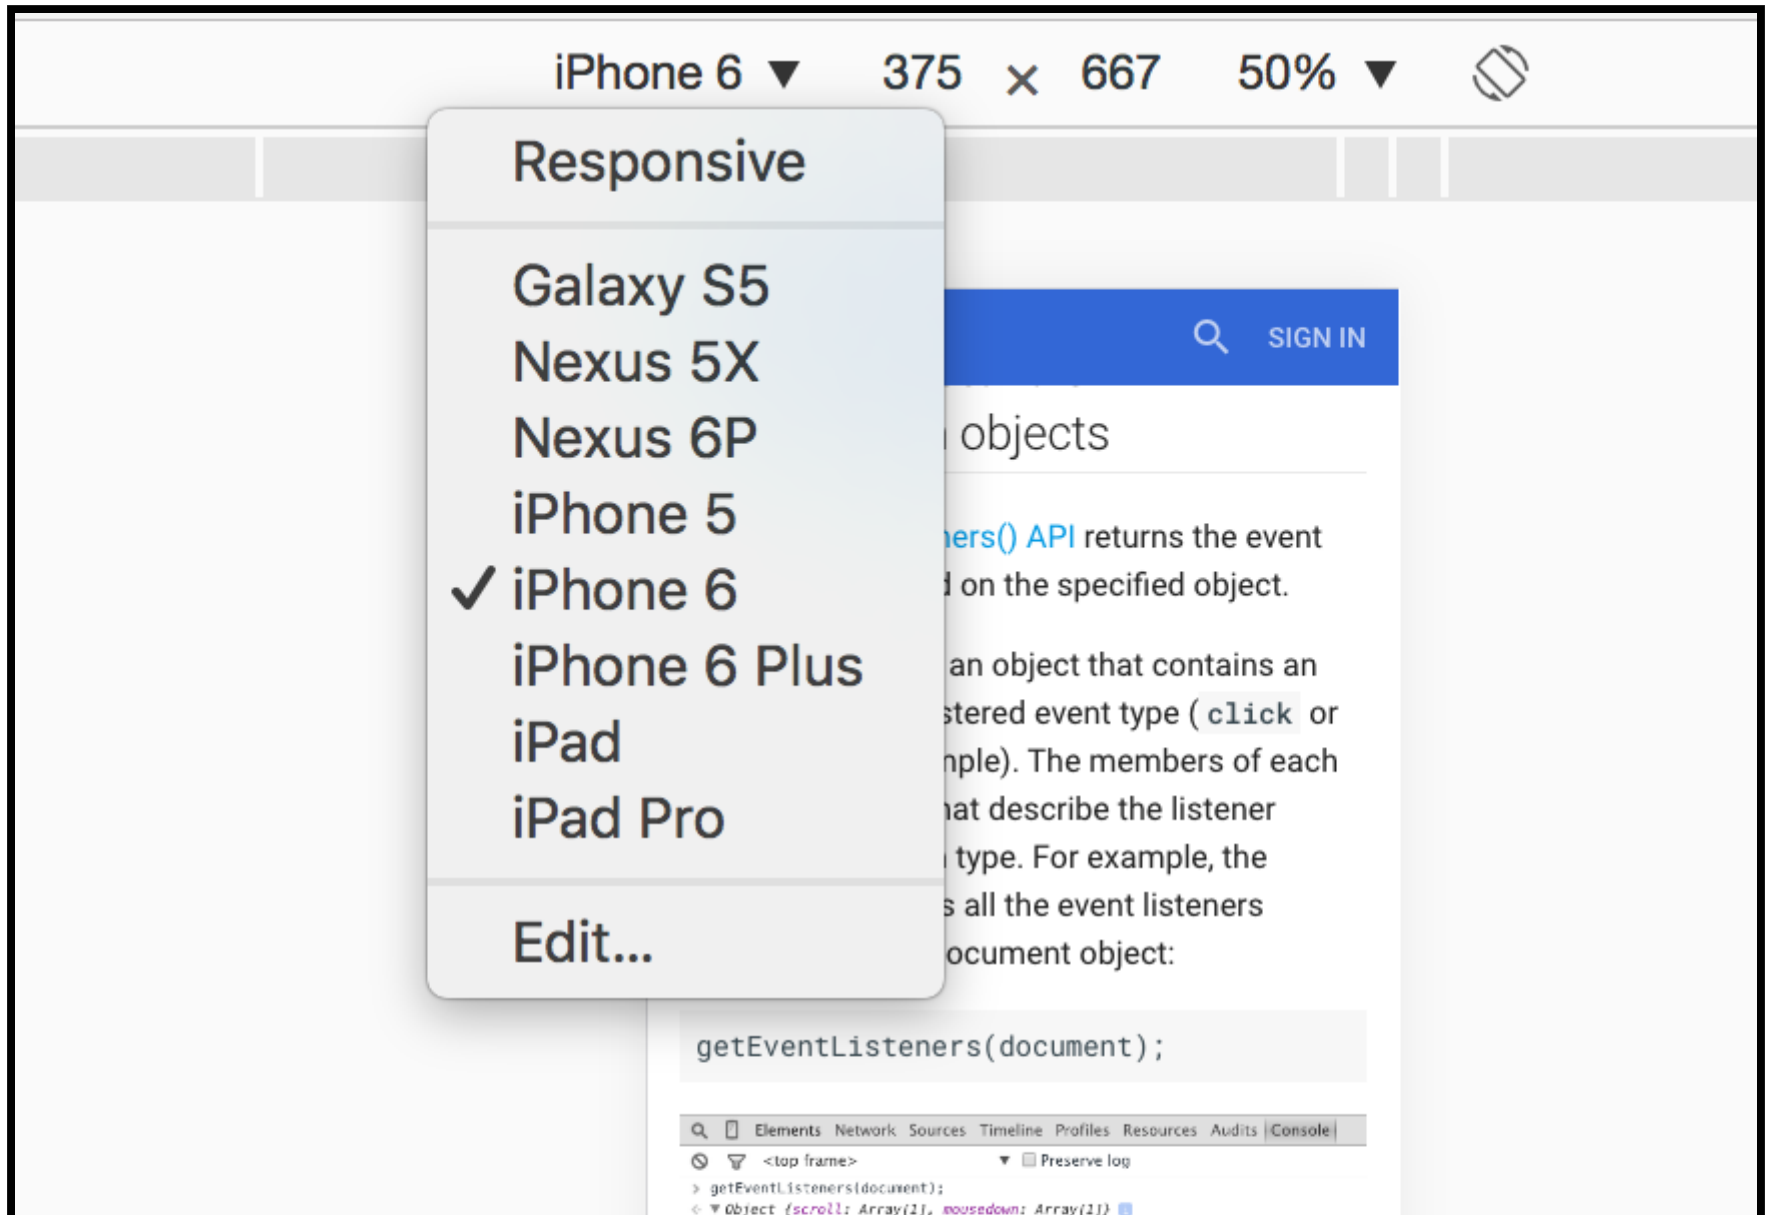 iPhone 6 ▼ 375 × 667 50% ▼
Responsive
Galaxy S5
Nexus 5X
Nexus 6P
iPhone 5
✓ iPhone 6
iPhone 6 Plus
iPad
iPad Pro
Edit...
SIGN IN
objects
ners() API returns the event
on the specified object.
an object that contains an
stered event type ( click or
nple). The members of each
nat describe the listener
type. For example, the
s all the event listeners
ocument object:
getEventListeners(document);
Elements Network Sources Timeline Profiles Resources Audits Console
<top frame> ▼ Preserve log
> getEventListeners(document);
< ▼ Object {scroll: Array[1], mousedown: Array[1]}